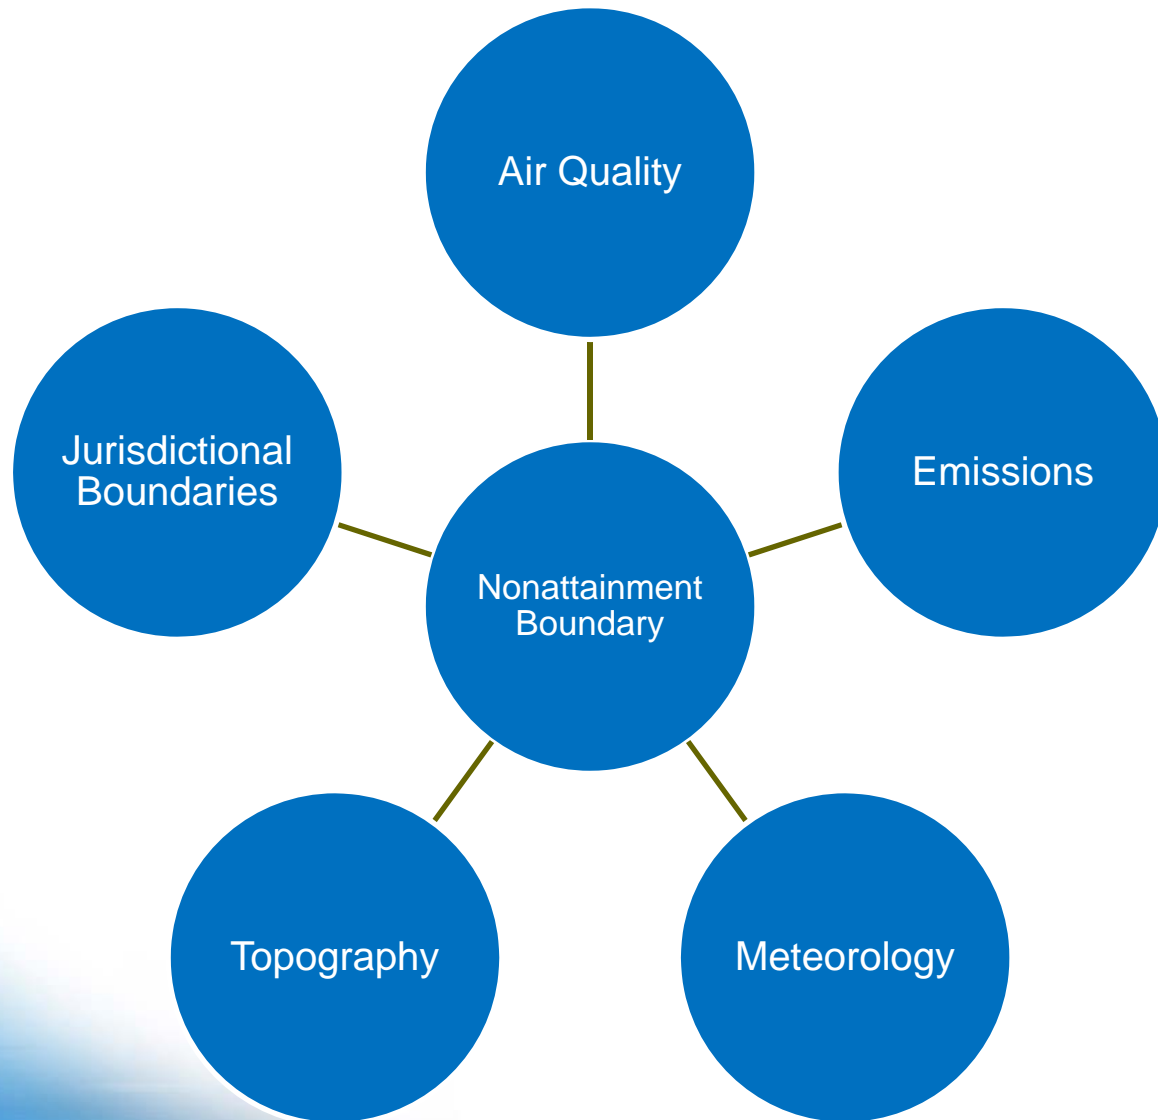 Air Quality
Jurisdictional
Boundaries
Emissions
Nonattainment
Boundary
Topography
Meteorology